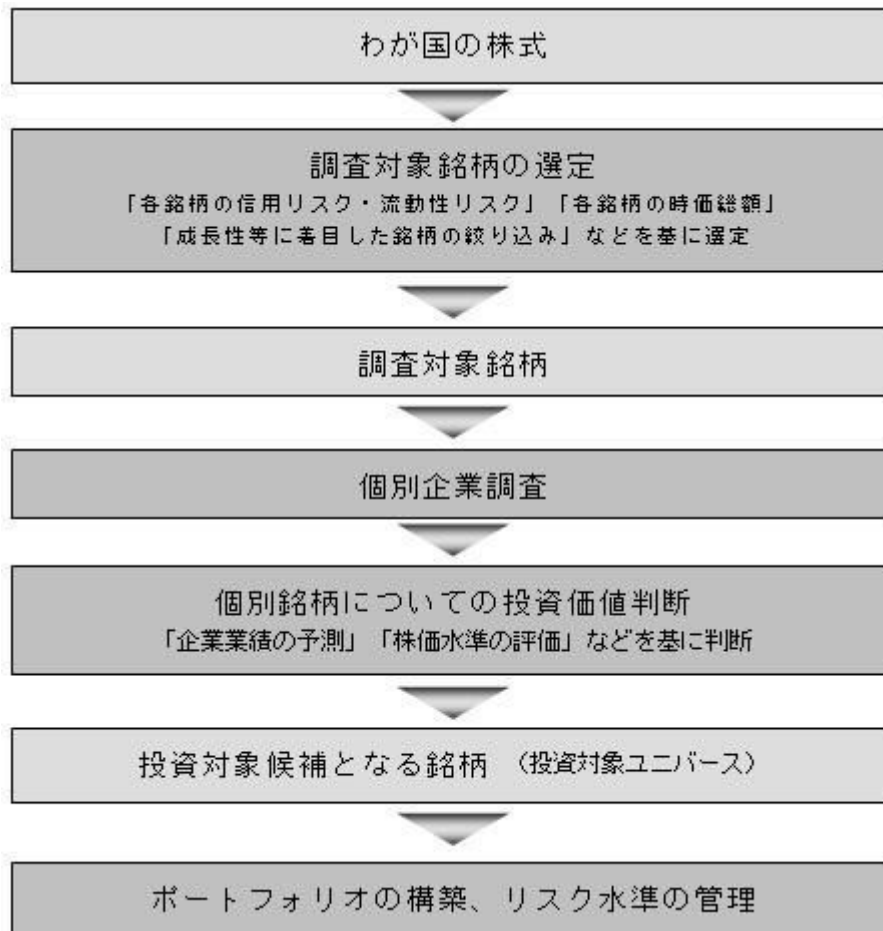 わが国の株式
調査対象銘柄の選定
「各銘柄の信用リスク・流動性リスク」「各銘柄の時価総額」
「成長性等に着目した銘柄の絞り込み」などを基に選定
調査対象銘柄
個別企業調査
個別銘柄についての投資価値判断
「企業業績の予測」「株価水準の評価」などを基に判断
投資対象候補となる銘柄（投資対象ユニバース）
ポートフォリオの構築、リスク水準の管理